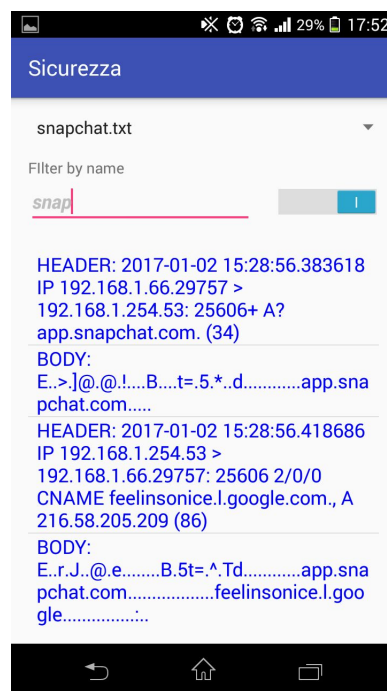 29% 17:52
Sicurezza
snapchat.txt
FIlter by name
snap
I
HEADER: 2017-01-02 15:28:56.383618
IP 192.168.1.66.29757 >
192.168.1.254.53: 25606+ A?
app.snapchat.com. (34)
BODY:
E..>.]@.@.!....B....t=.5.*..d............app.sna
pchat.com.....
HEADER: 2017-01-02 15:28:56.418686
IP 192.168.1.254.53 >
192.168.1.66.29757: 25606 2/0/0
CNAME feelinsonice.l.google.com., A
216.58.205.209 (86)
BODY:
E..r.J..@.e........B.5t=.^.Td............app.sna
pchat.com..................feelinsonice.l.goo
gle...............:..